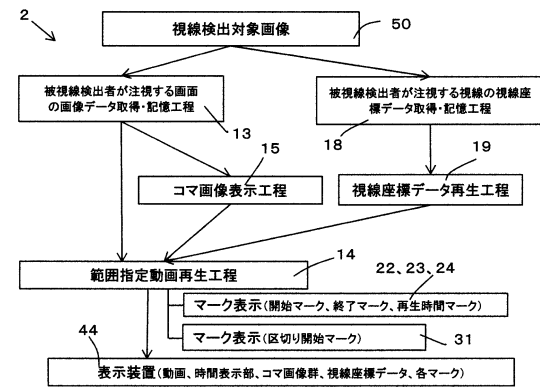 2
視線検出対象画像
50
被視線検出者が注視する画面
の画像データ取得・記憶工程
13
被視線検出者が注視する視線の視線座
標データ取得・記憶工程
18
15
コマ画像表示工程
19
視線座標データ再生工程
14
範囲指定動画再生工程
22、23、24
マーク表示(開始マーク、終了マーク、再生時間マーク)
マーク表示(区切り開始マーク)
31
44
表示装置(動画、時間表示部、コマ画像群、視線座標データ、各マーク)